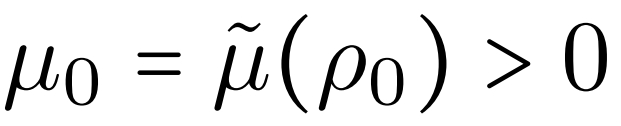 μ₀ = μ̃(ρ₀) > 0